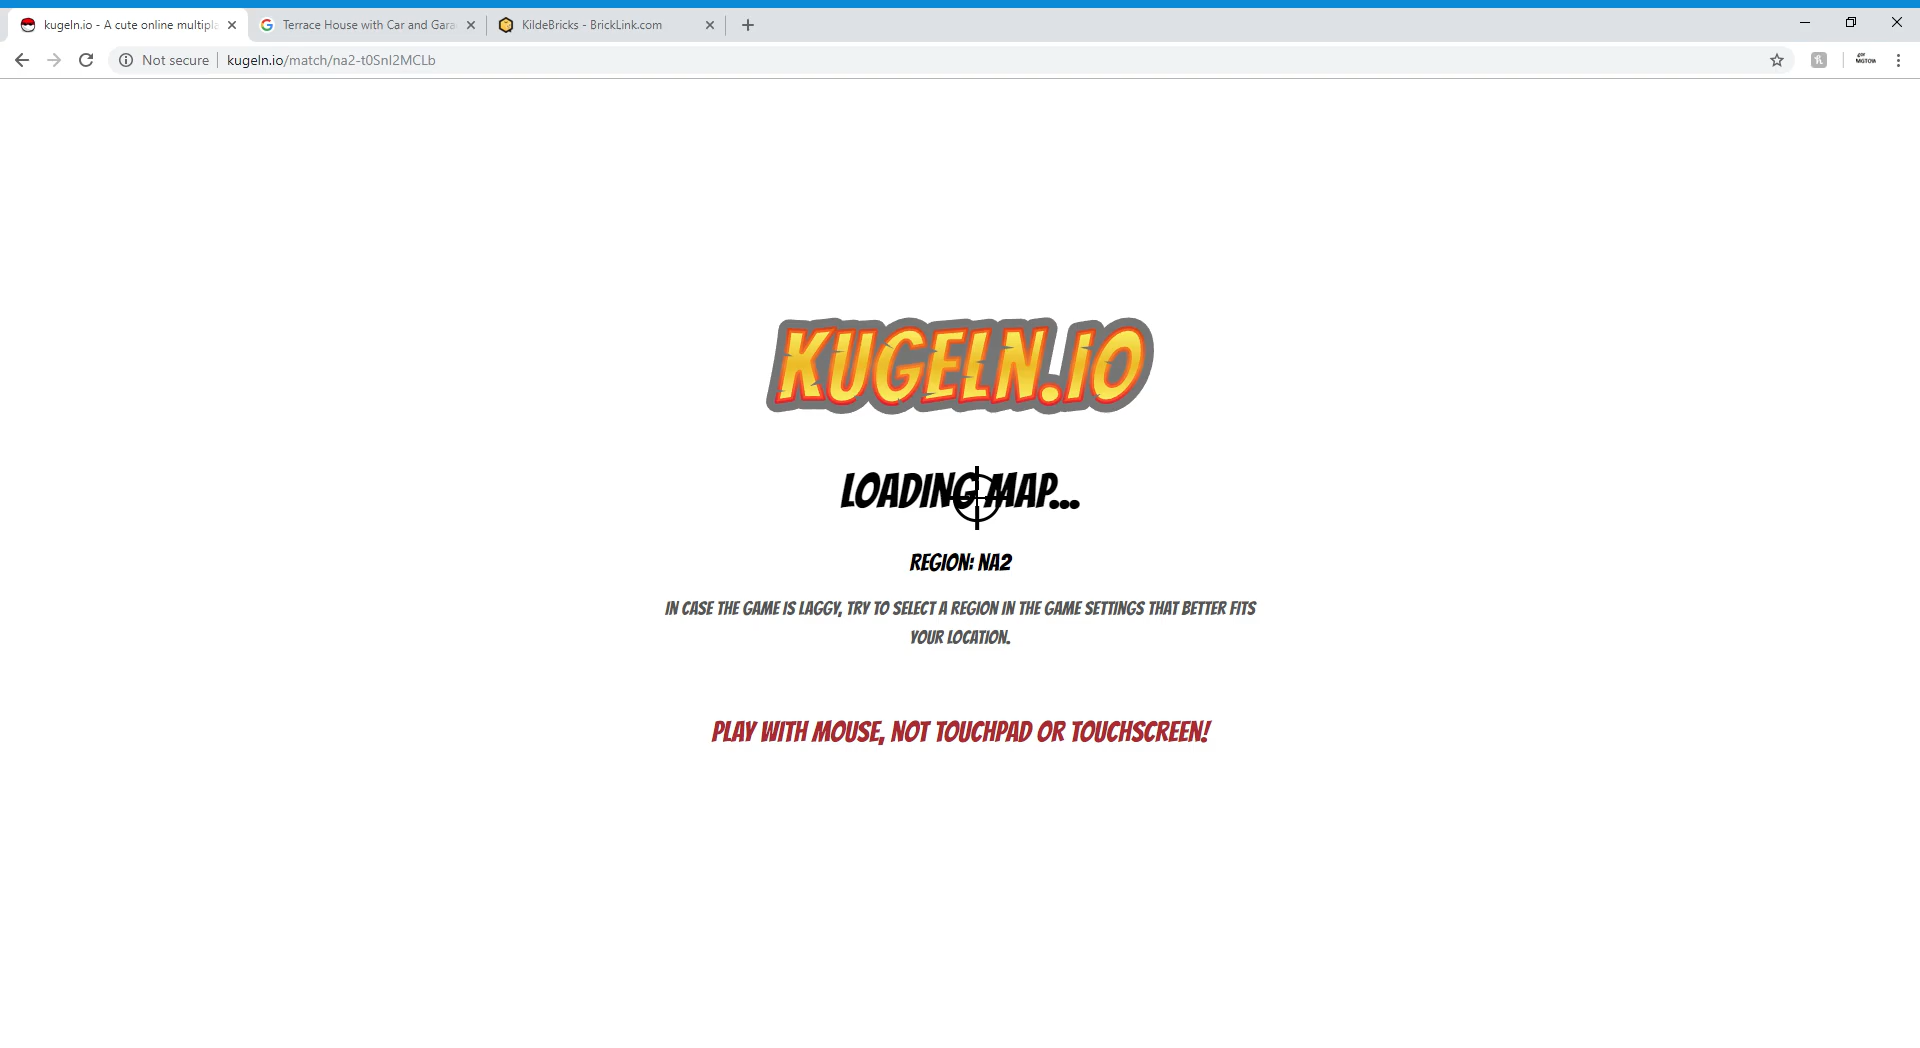 kugeln.io - A cute online multipla
Terrace House with Car and Gara
KildeBricks - BrickLink.com
Not secure
kugeln.io/match/na2-t0SnI2MCLb
MGTOW
KUGELN.IO
LOADING MAP...
REGION: NA2
IN CASE THE GAME IS LAGGY, TRY TO SELECT A REGION IN THE GAME SETTINGS THAT BETTER FITS
YOUR LOCATION.
PLAY WITH MOUSE, NOT TOUCHPAD OR TOUCHSCREEN!